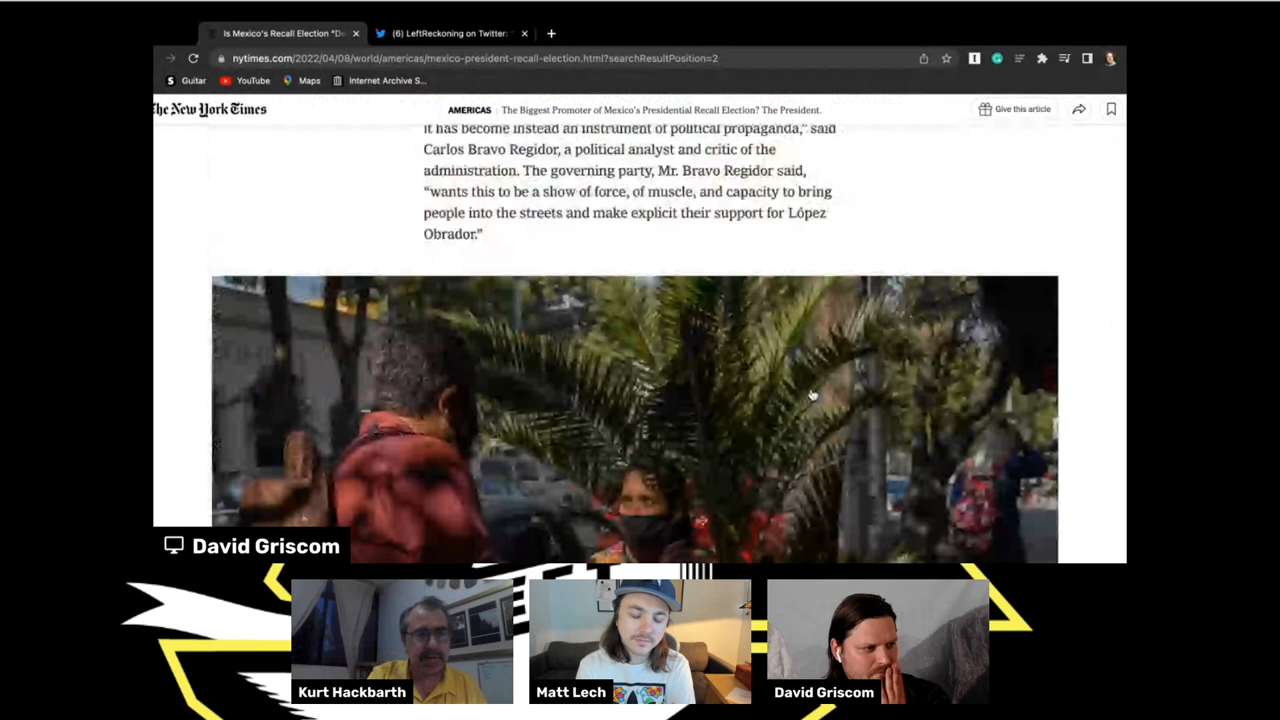 Is Mexico's Recall Election "De
(6) LeftReckoning on Twitter: "
nytimes.com/2022/04/08/world/americas/mexico-president-recall-election.html?searchResultPosition=2
Guitar
YouTube
Maps
Internet Archive S...
The New York Times
AMERICAS
The Biggest Promoter of Mexico's Presidential Recall Election? The President.
Give this article
it has become instead an instrument of political propaganda," said
Carlos Bravo Regidor, a political analyst and critic of the
administration. The governing party, Mr. Bravo Regidor said,
“wants this to be a show of force, of muscle, and capacity to bring
people into the streets and make explicit their support for López
Obrador.”
David Griscom
Kurt Hackbarth
Matt Lech
David Griscom